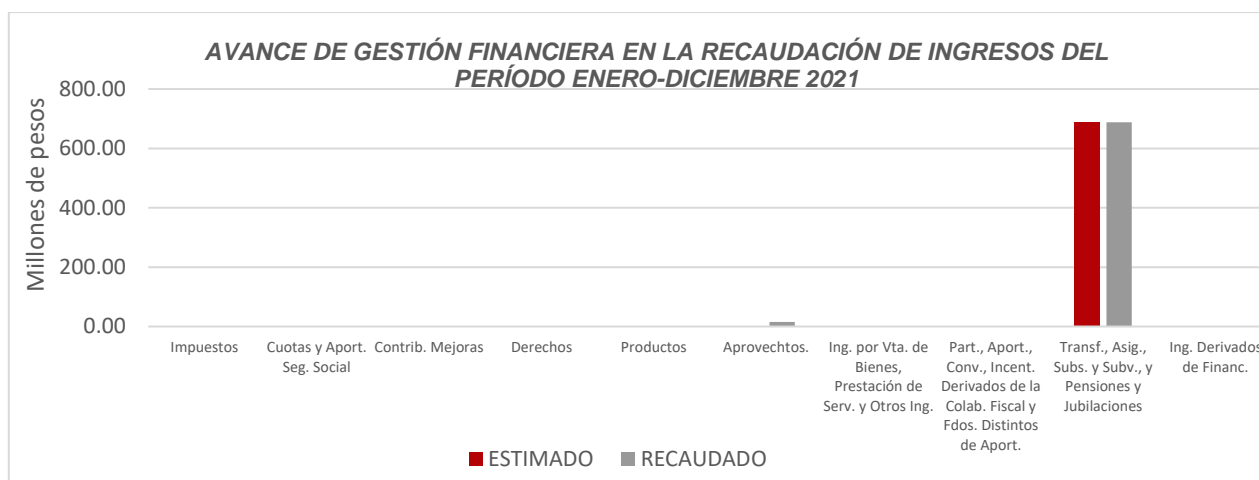 AVANCE DE GESTIÓN FINANCIERA EN LA RECAUDACIÓN DE INGRESOS DEL
PERÍODO ENERO-DICIEMBRE 2021
Millones de pesos
800.00
600.00
400.00
200.00
0.00
Impuestos
Cuotas y Aport.
Seg. Social
Contrib. Mejoras
Derechos
Productos
Aprovechtos.
Ing. por Vta. de
Bienes,
Prestación de
Serv. y Otros Ing.
Part., Aport.,
Conv., Incent.
Derivados de la
Colab. Fiscal y
Fdos. Distintos
de Aport.
Transf., Asig.,
Subs. y Subv., y
Pensiones y
Jubilaciones
Ing. Derivados
de Financ.
ESTIMADO
RECAUDADO